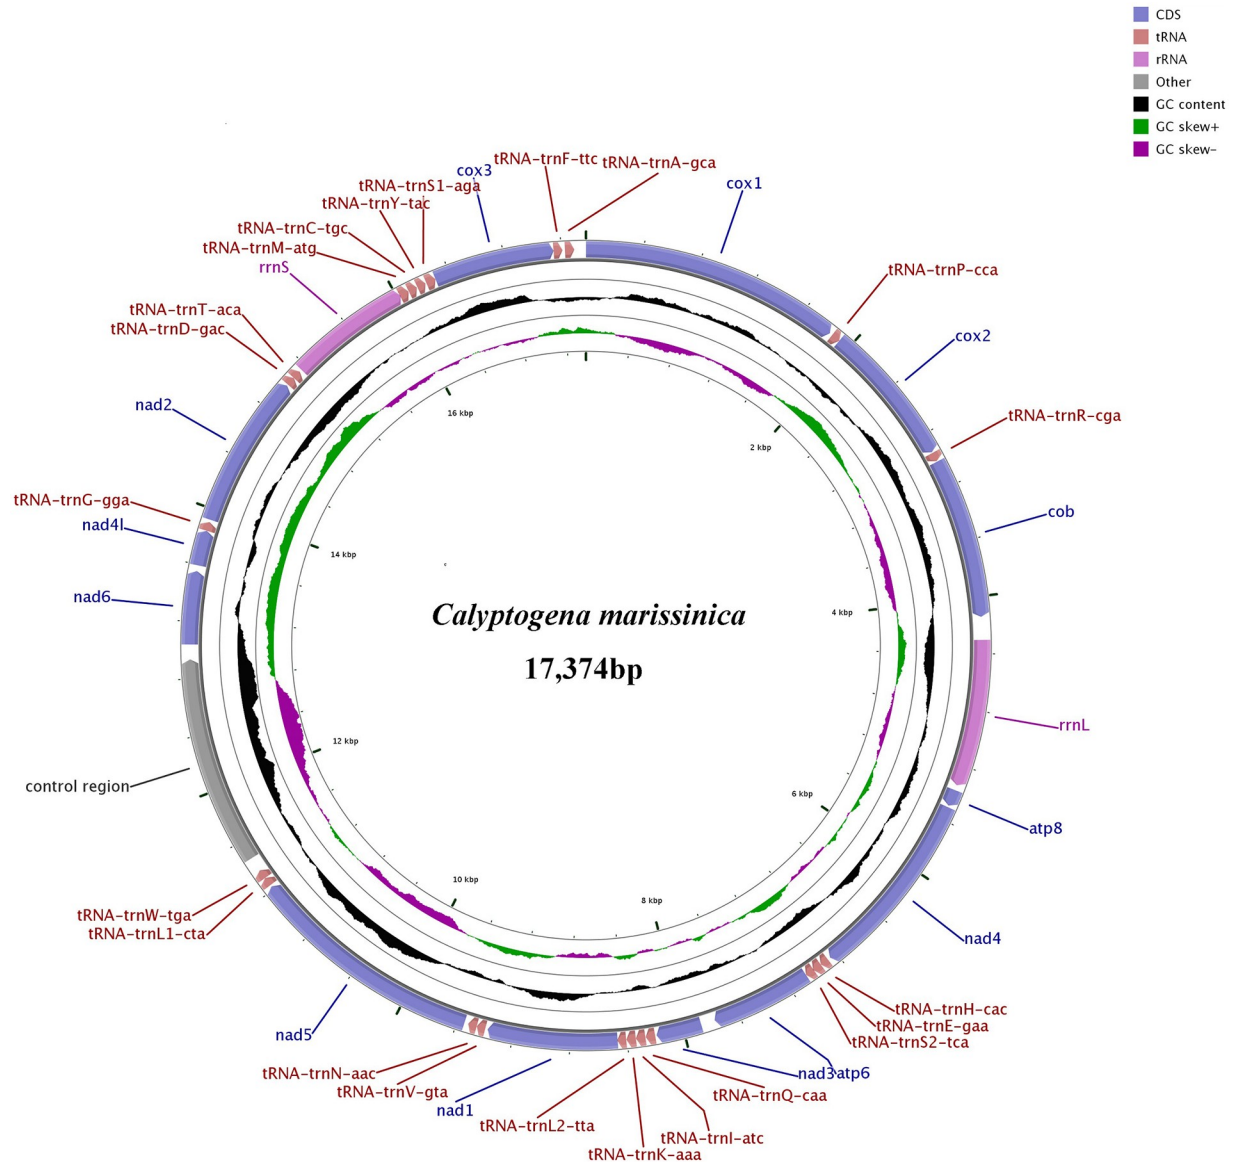 CDS
tRNA
rRNA
Other
GC content
GC skew+
GC skew-
tRNA-trnF-ttc
tRNA-trnA-gca
cox3
cox1
tRNA-trnS1-aga
tRNA-trnY-tac
tRNA-trnC-tgc
tRNA-trnM-atg
rrnS
tRNA-trnP-cca
tRNA-trnT-aca
tRNA-trnD-gac
cox2
nad2
16 kbp
tRNA-trnR-cga
2 kbp
tRNA-trnG-gga
nad4l
cob
14 kbp
nad6
4 kbp
Calyptogena marissinica
17,374bp
rrnL
12 kbp
control region
6 kbp
atp8
10 kbp
8 kbp
tRNA-trnW-tga
tRNA-trnL1-cta
nad4
tRNA-trnH-cac
tRNA-trnE-gaa
tRNA-trnS2-tca
nad5
tRNA-trnN-aac
nad3
atp6
tRNA-trnV-gta
tRNA-trnQ-caa
nad1
tRNA-trnL2-tta
tRNA-trnI-atc
tRNA-trnK-aaa